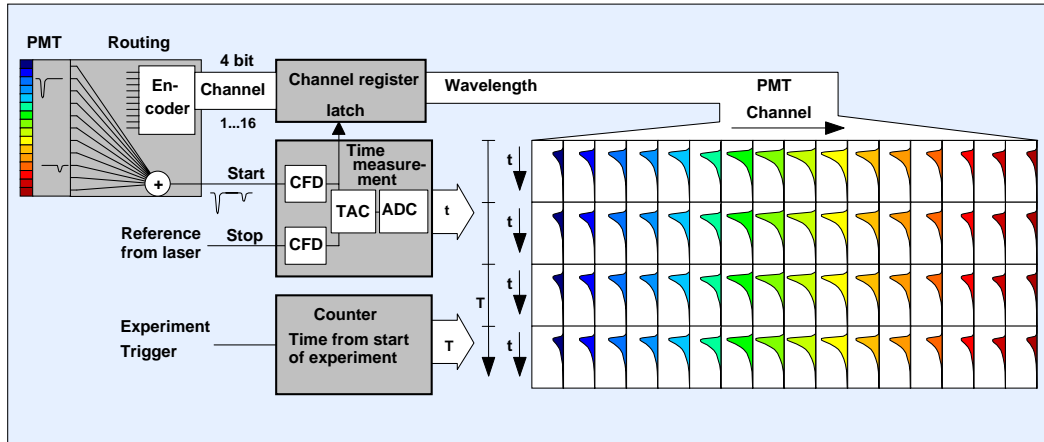 PMT
Routing
4 bit
En-
coder
Channel
1...16
Channel register
latch
Wavelength
PMT
Channel
Time
measure-
ment
Start
CFD
+
TAC
ADC
t
Reference
from laser
Stop
CFD
Experiment
Trigger
Counter
Time from start
of experiment
T
T
t
t
t
t